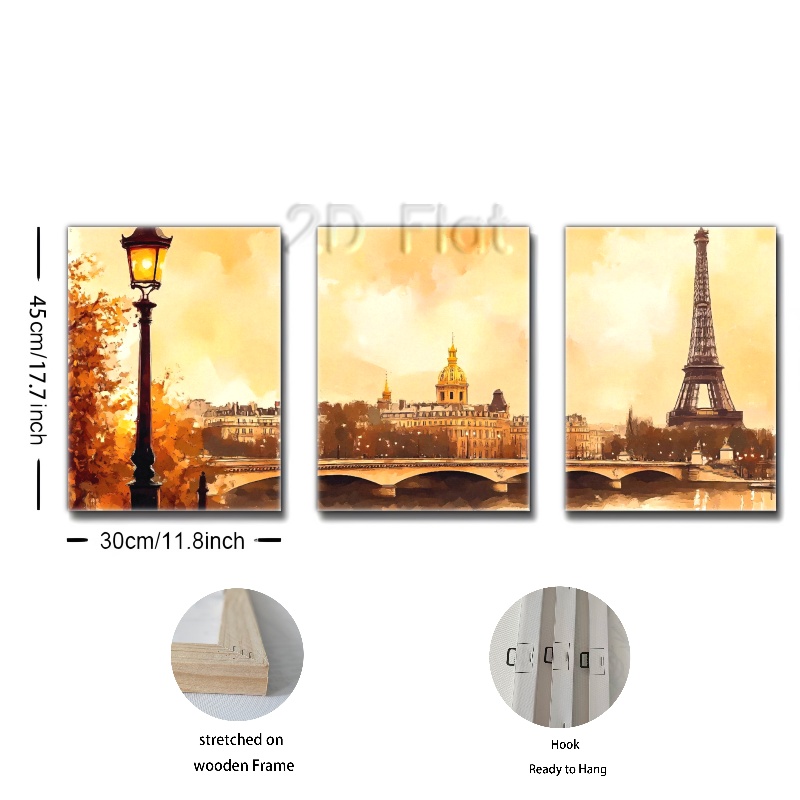 2D Flat
45cm/17.7inch
30cm/11.8inch
stretched on
wooden Frame
Hook
Ready to Hang